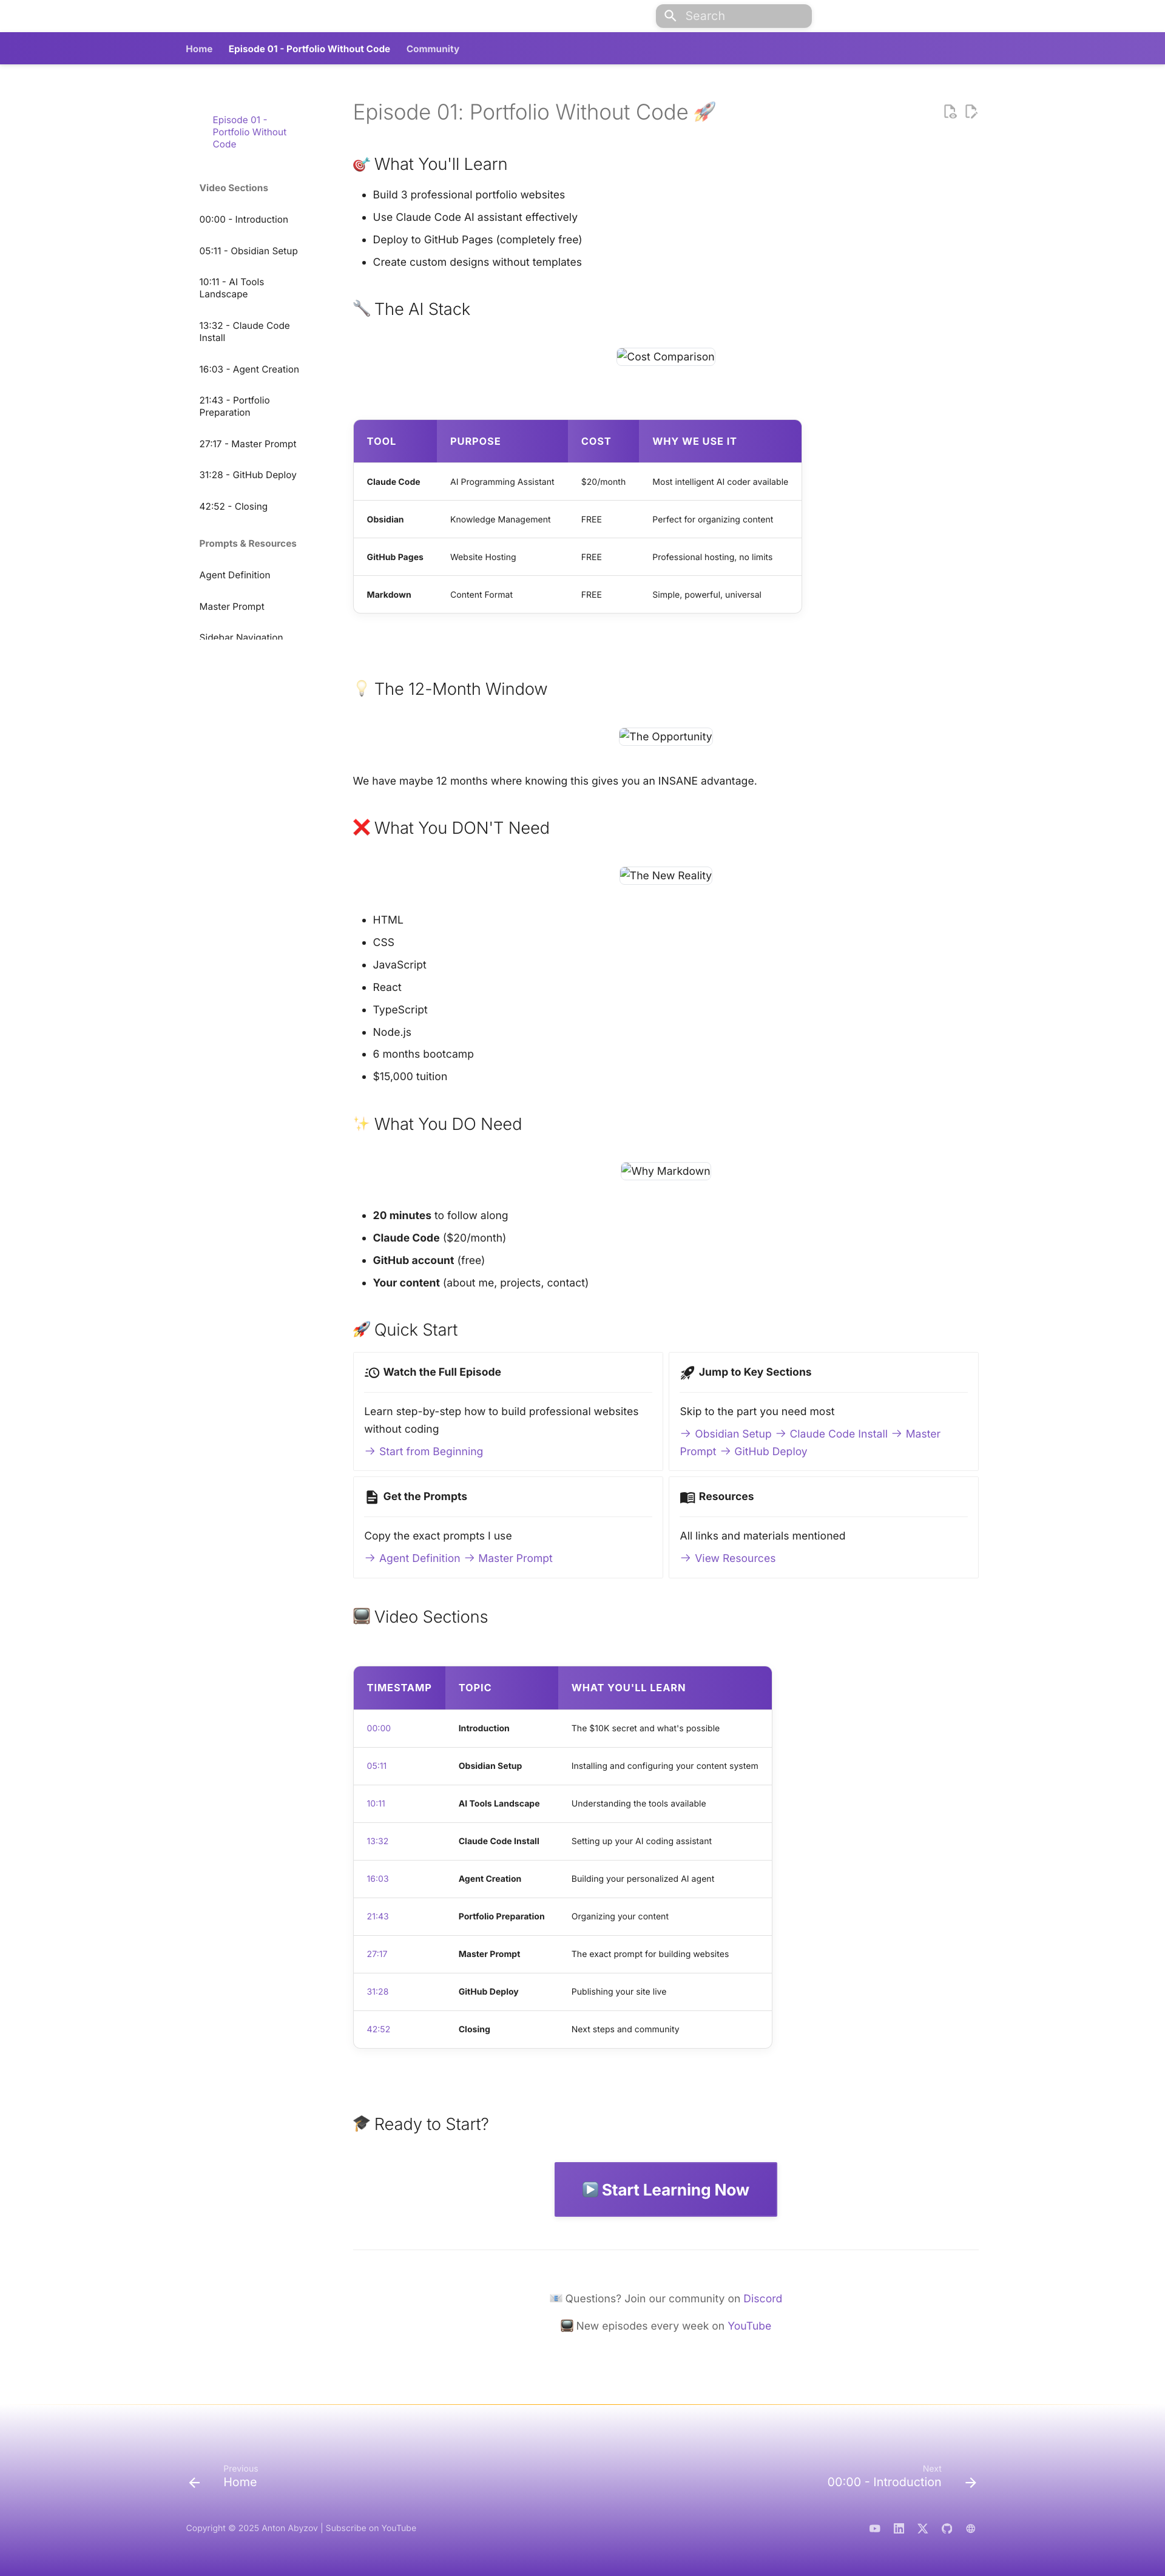 Search
Home Episode 01 - Portfolio Without Code Community
Episode 01 -
Portfolio Without
Code
Video Sections
00:00 - Introduction
05:11 - Obsidian Setup
10:11 - AI Tools
Landscape
13:32 - Claude Code
Install
16:03 - Agent Creation
21:43 - Portfolio
Preparation
27:17 - Master Prompt
31:28 - GitHub Deploy
42:52 - Closing
Prompts & Resources
Agent Definition
Master Prompt
Sidebar Navigation
Episode 01: Portfolio Without Code 🚀
🎯 What You'll Learn
• Build 3 professional portfolio websites
• Use Claude Code AI assistant effectively
• Deploy to GitHub Pages (completely free)
• Create custom designs without templates
🔧 The AI Stack
Cost Comparison
TOOL PURPOSE COST WHY WE USE IT
Claude Code AI Programming Assistant $20/month Most intelligent AI coder available
Obsidian Knowledge Management FREE Perfect for organizing content
GitHub Pages Website Hosting FREE Professional hosting, no limits
Markdown Content Format FREE Simple, powerful, universal
💡 The 12-Month Window
The Opportunity
We have maybe 12 months where knowing this gives you an INSANE advantage.
❌ What You DON'T Need
The New Reality
• HTML
• CSS
• JavaScript
• React
• TypeScript
• Node.js
• 6 months bootcamp
• $15,000 tuition
✨ What You DO Need
Why Markdown
• 20 minutes to follow along
• Claude Code ($20/month)
• GitHub account (free)
• Your content (about me, projects, contact)
🚀 Quick Start
Watch the Full Episode
Learn step-by-step how to build professional websites
without coding
→ Start from Beginning
Jump to Key Sections
Skip to the part you need most
→ Obsidian Setup → Claude Code Install → Master
Prompt → GitHub Deploy
Get the Prompts
Copy the exact prompts I use
→ Agent Definition → Master Prompt
Resources
All links and materials mentioned
→ View Resources
📺 Video Sections
TIMESTAMP TOPIC WHAT YOU'LL LEARN
00:00 Introduction The $10K secret and what's possible
05:11 Obsidian Setup Installing and configuring your content system
10:11 AI Tools Landscape Understanding the tools available
13:32 Claude Code Install Setting up your AI coding assistant
16:03 Agent Creation Building your personalized AI agent
21:43 Portfolio Preparation Organizing your content
27:17 Master Prompt The exact prompt for building websites
31:28 GitHub Deploy Publishing your site live
42:52 Closing Next steps and community
🎓 Ready to Start?
▶️ Start Learning Now
📧 Questions? Join our community on Discord
📺 New episodes every week on YouTube
Previous
Home
Next
00:00 - Introduction
Copyright © 2025 Anton Abyzov | Subscribe on YouTube